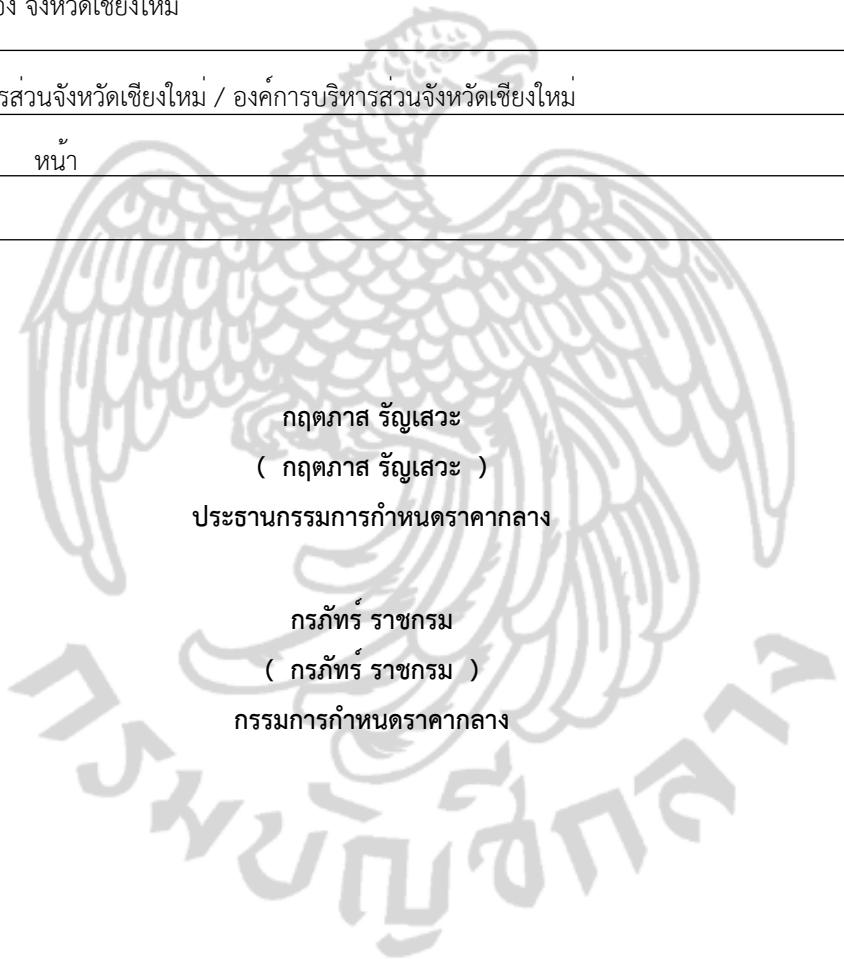 จังหวัดเชียงใหม่
ส่วนจังหวัดเชียงใหม่ / องค์การบริหารส่วนจังหวัดเชียงใหม่
หน้า
กฤตภาส รัญเสวะ
( กฤตภาส รัญเสวะ )
ประธานกรรมการกำหนดราคากลาง
กรภัทร์ ราชกรม
( กรภัทร์ ราชกรม )
กรรมการกำหนดราคากลาง
กรมบัญชีกลาง